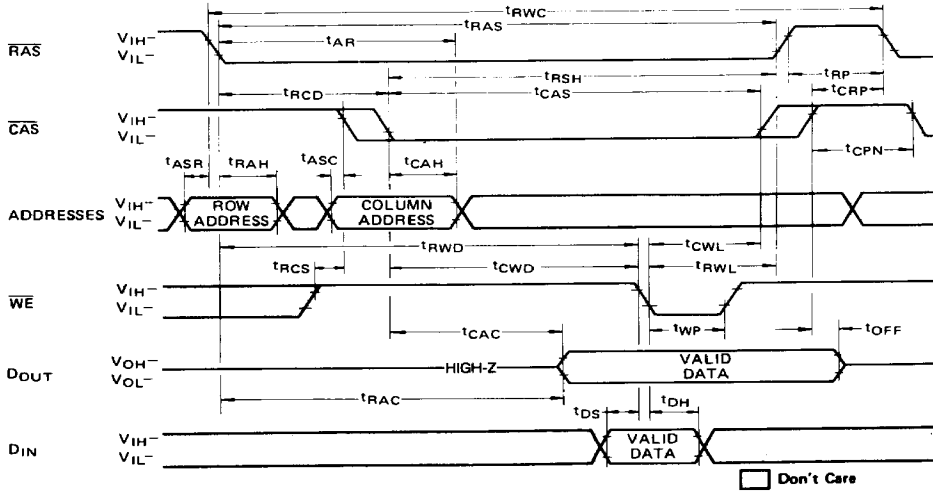 tRWC
tRAS
tAR
RAS
VIH–
VIL–
tRSH
tRP
tRCD
tCAS
tCRP
CAS
VIH–
VIL–
tASR
tRAH
tASC
tCAH
tCPN
ADDRESSES
VIH–
VIL–
ROW
ADDRESS
COLUMN
ADDRESS
tRWD
tCWL
tRCS
tCWD
tRWL
WE
VIH–
VIL–
tCAC
tWP
tOFF
DOUT
VOH–
VOL–
HIGH-Z
VALID
DATA
tRAC
tDS
tDH
DIN
VIH–
VIL–
VALID
DATA
Don't Care